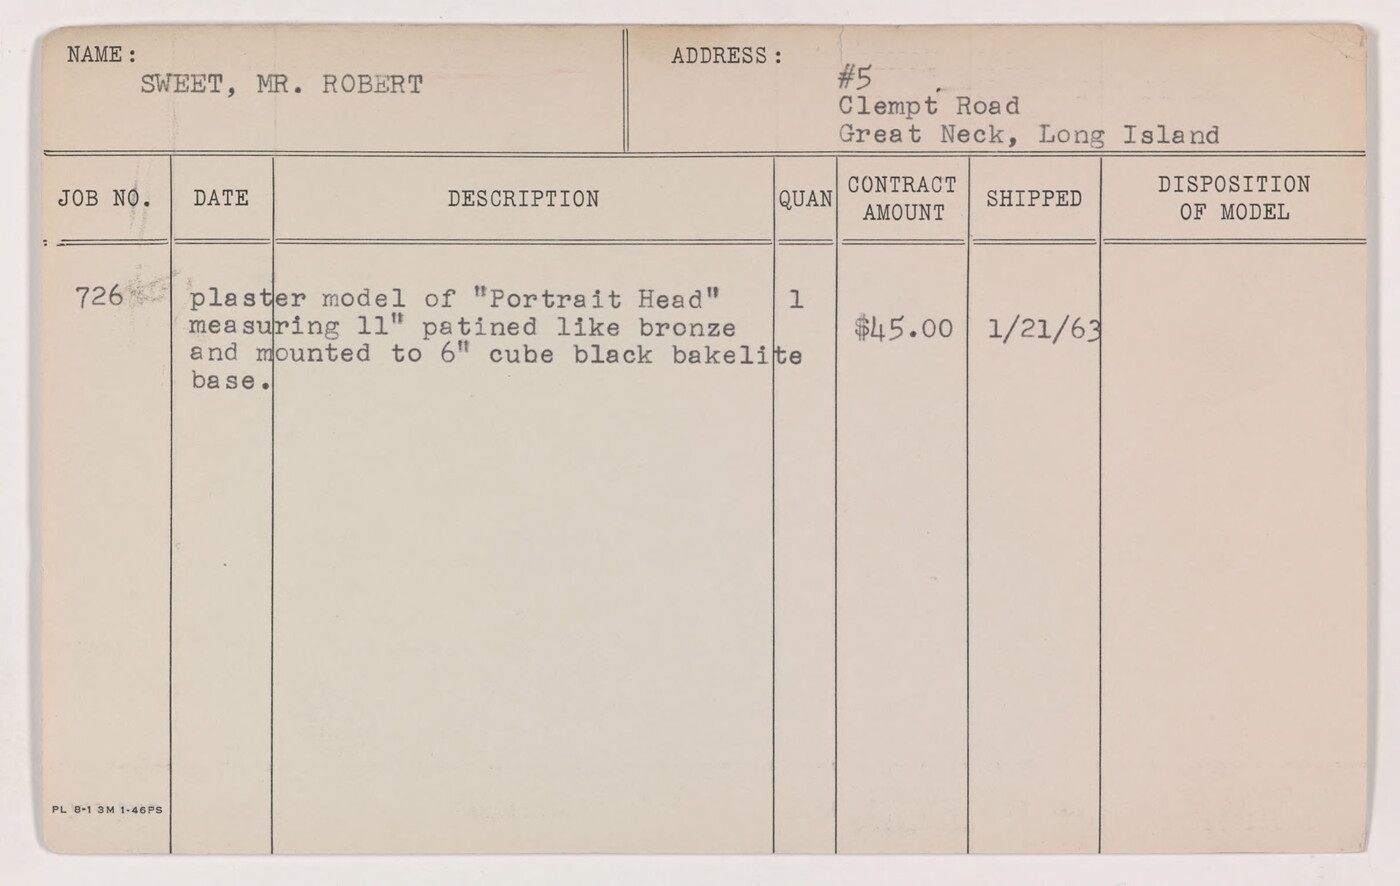 NAME:
SWEET, MR. ROBERT
ADDRESS:
#5
Clempt Road
Great Neck, Long Island
JOB NO.
DATE
DESCRIPTION
QUAN
CONTRACT
AMOUNT
SHIPPED
DISPOSITION
OF MODEL
726
plaster model of "Portrait Head"
measuring 11" patined like bronze
and mounted to 6" cube black bakelite
base.
1
$45.00
1/21/63
PL 8-1 3M 1-46PS